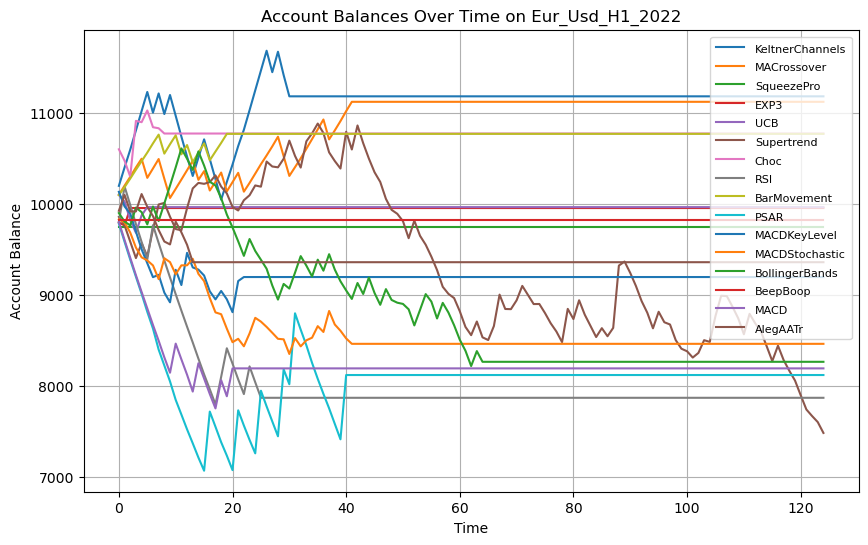 Account Balances Over Time on Eur_Usd_H1_2022
Account Balance
11000
10000
9000
8000
7000
0
20
40
60
80
100
120
Time
KeltnerChannels
MACrossover
SqueezePro
EXP3
UCB
Supertrend
Choc
RSI
BarMovement
PSAR
MACDKeyLevel
MACDStochastic
BollingerBands
BeepBoop
MACD
AlegAATr